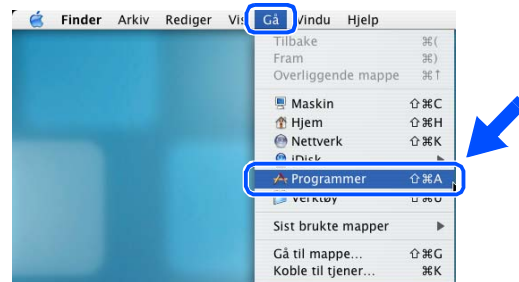 Finder Arkiv Rediger Vis Gå Vindu Hjelp
Tilbake ⌘(
Fram ⌘)
Overliggende mappe ⌘↑
Maskin ⇧⌘C
Hjem ⇧⌘H
Nettverk ⇧⌘K
iDisk
Programmer ⇧⌘A
Verktøy ⇧⌘U
Sist brukte mapper
Gå til mappe... ⇧⌘G
Koble til tjener... ⌘K